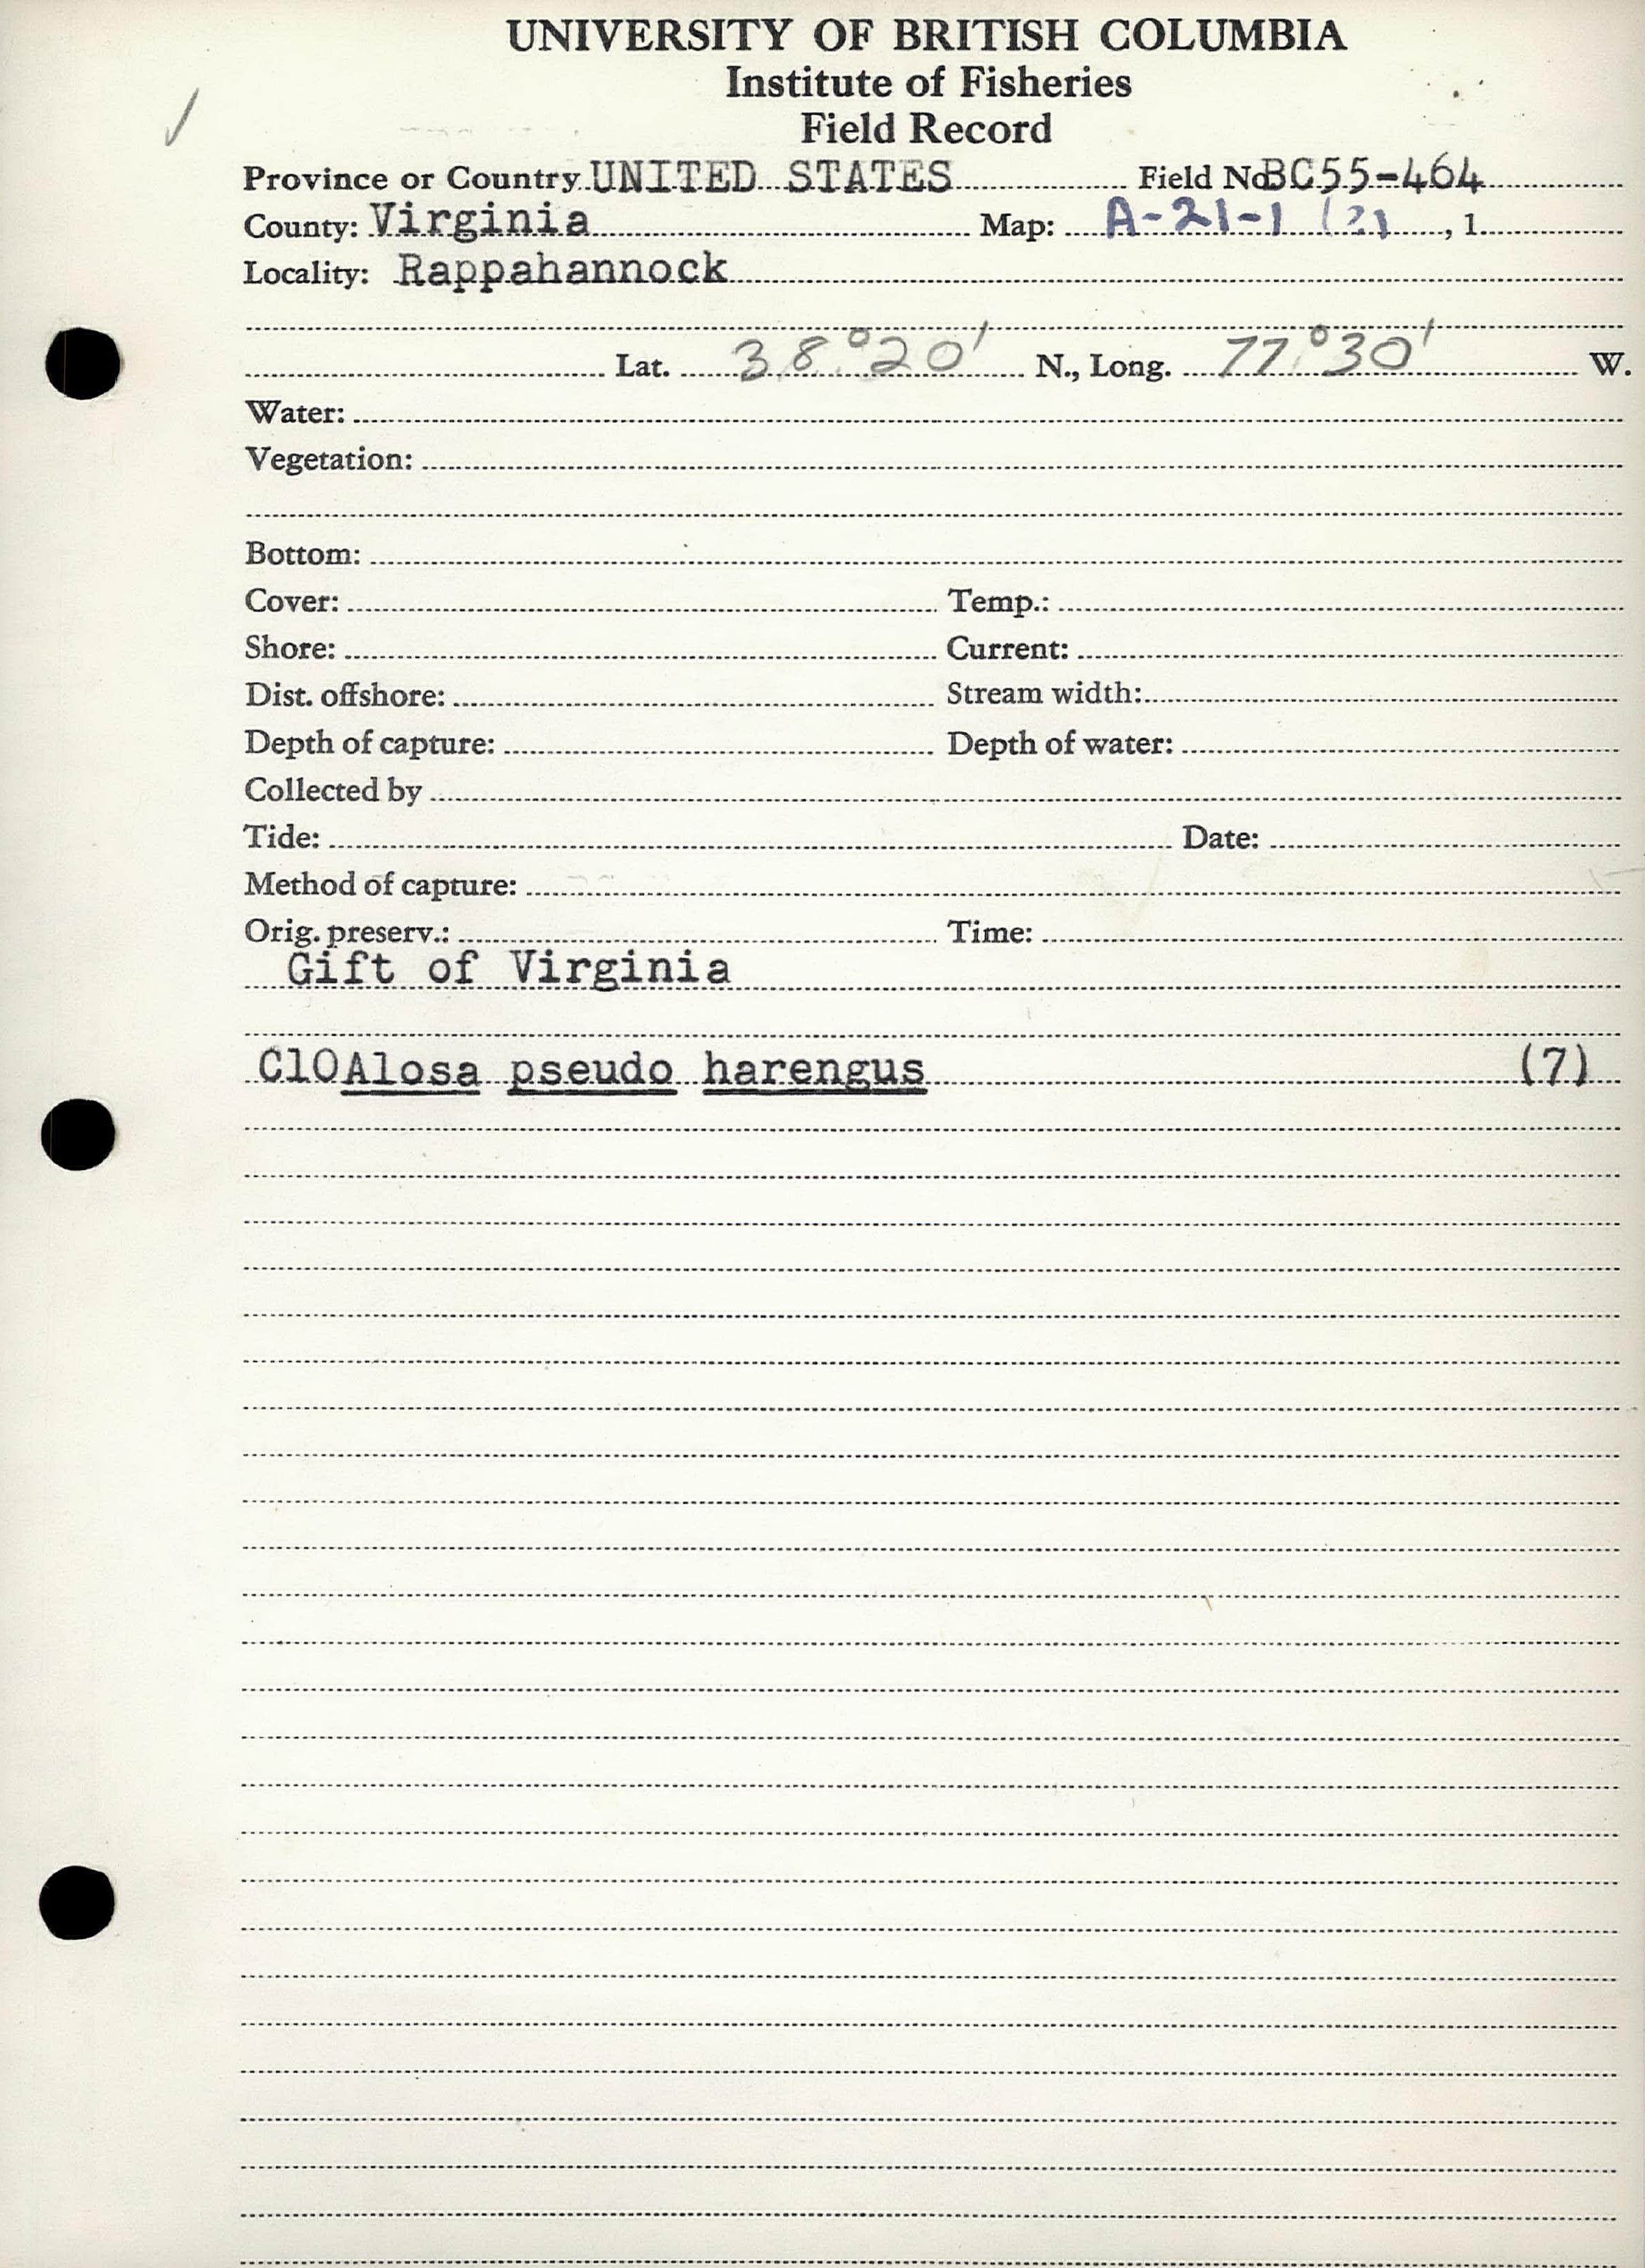 UNIVERSITY OF BRITISH COLUMBIA
Institute of Fisheries
Field Record
Province or Country UNITED STATES Field No BC55-464
County: Virginia Map: A-21-1 (2), 1
Locality: Rappahannock
Lat. 38°20' N., Long. 77°30' W.
Water:
Vegetation:
Bottom:
Cover: Temp.:
Shore: Current:
Dist. offshore: Stream width:
Depth of capture: Depth of water:
Collected by
Tide: Date:
Method of capture:
Orig. preserv.: Time:
Gift of Virginia
C10Alosa pseudo harengus (7)